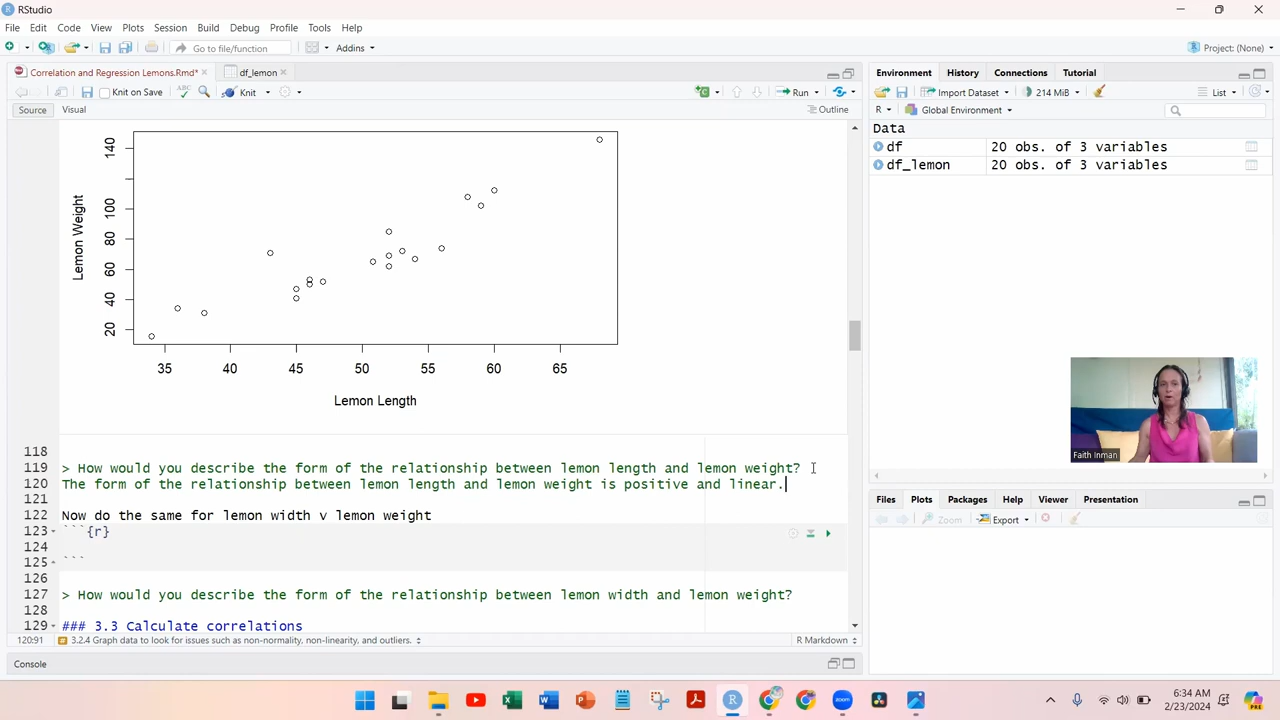 RStudio
File Edit Code View Plots Session Build Debug Profile Tools Help
Go to file/function Addins Project: (None)
Correlation and Regression Lemons.Rmd* df_lemon
Knit on Save Knit Run
Source Visual Outline
140
100
80
60
40
20
Lemon Weight
35 40 45 50 55 60 65
Lemon Length
118
119 > How would you describe the form of the relationship between lemon length and lemon weight?
120 The form of the relationship between lemon length and lemon weight is positive and linear.
121
122 Now do the same for lemon width v lemon weight
123 ```{r}
124
125 ```
126
127 > How would you describe the form of the relationship between lemon width and lemon weight?
128
129 ### 3.3 Calculate correlations
120:91 3.2.4 Graph data to look for issues such as non-normality, non-linearity, and outliers. R Markdown
Console
Environment History Connections Tutorial
Import Dataset 214 MiB List
R Global Environment
Data
df 20 obs. of 3 variables
df_lemon 20 obs. of 3 variables
Faith Inman
Files Plots Packages Help Viewer Presentation
Zoom Export
zoom
PRE
6:34 AM
2/23/2024